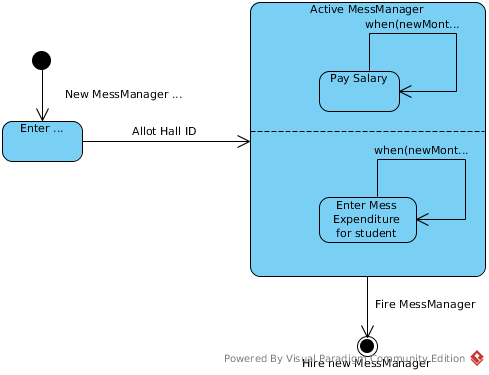 Active MessManager
when(newMont...
Pay Salary
New MessManager ...
Enter ...
Allot Hall ID
when(newMont...
Enter Mess
Expenditure
for student
Fire MessManager
Powered By Visual Paradigm Community Edition
Hire new MessManager